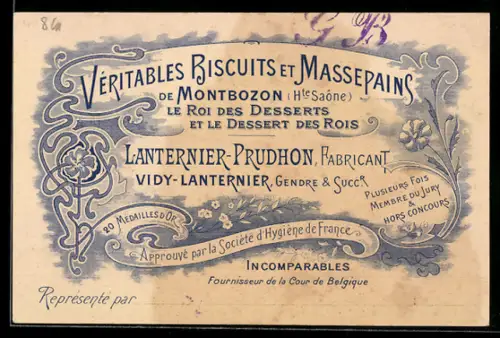 86
G B
VÉRITABLES BISCUITS ET MASSEPAINS
DE MONTBOZON (Hte Saône)
LE ROI DES DESSERTS
ET LE DESSERT DES ROIS
LANTERNIER-PRUDHON, FABRICANT
VIDY-LANTERNIER, GENDRE & SUCCR
PLUSIEURS FOIS
MEMBRE DU JURY
&
HORS CONCOURS
20 MEDAILLES D'OR
Approuvé par la Société d'Hygiène de France
INCOMPARABLES
Fournisseur de la Cour de Belgique
Représenté par